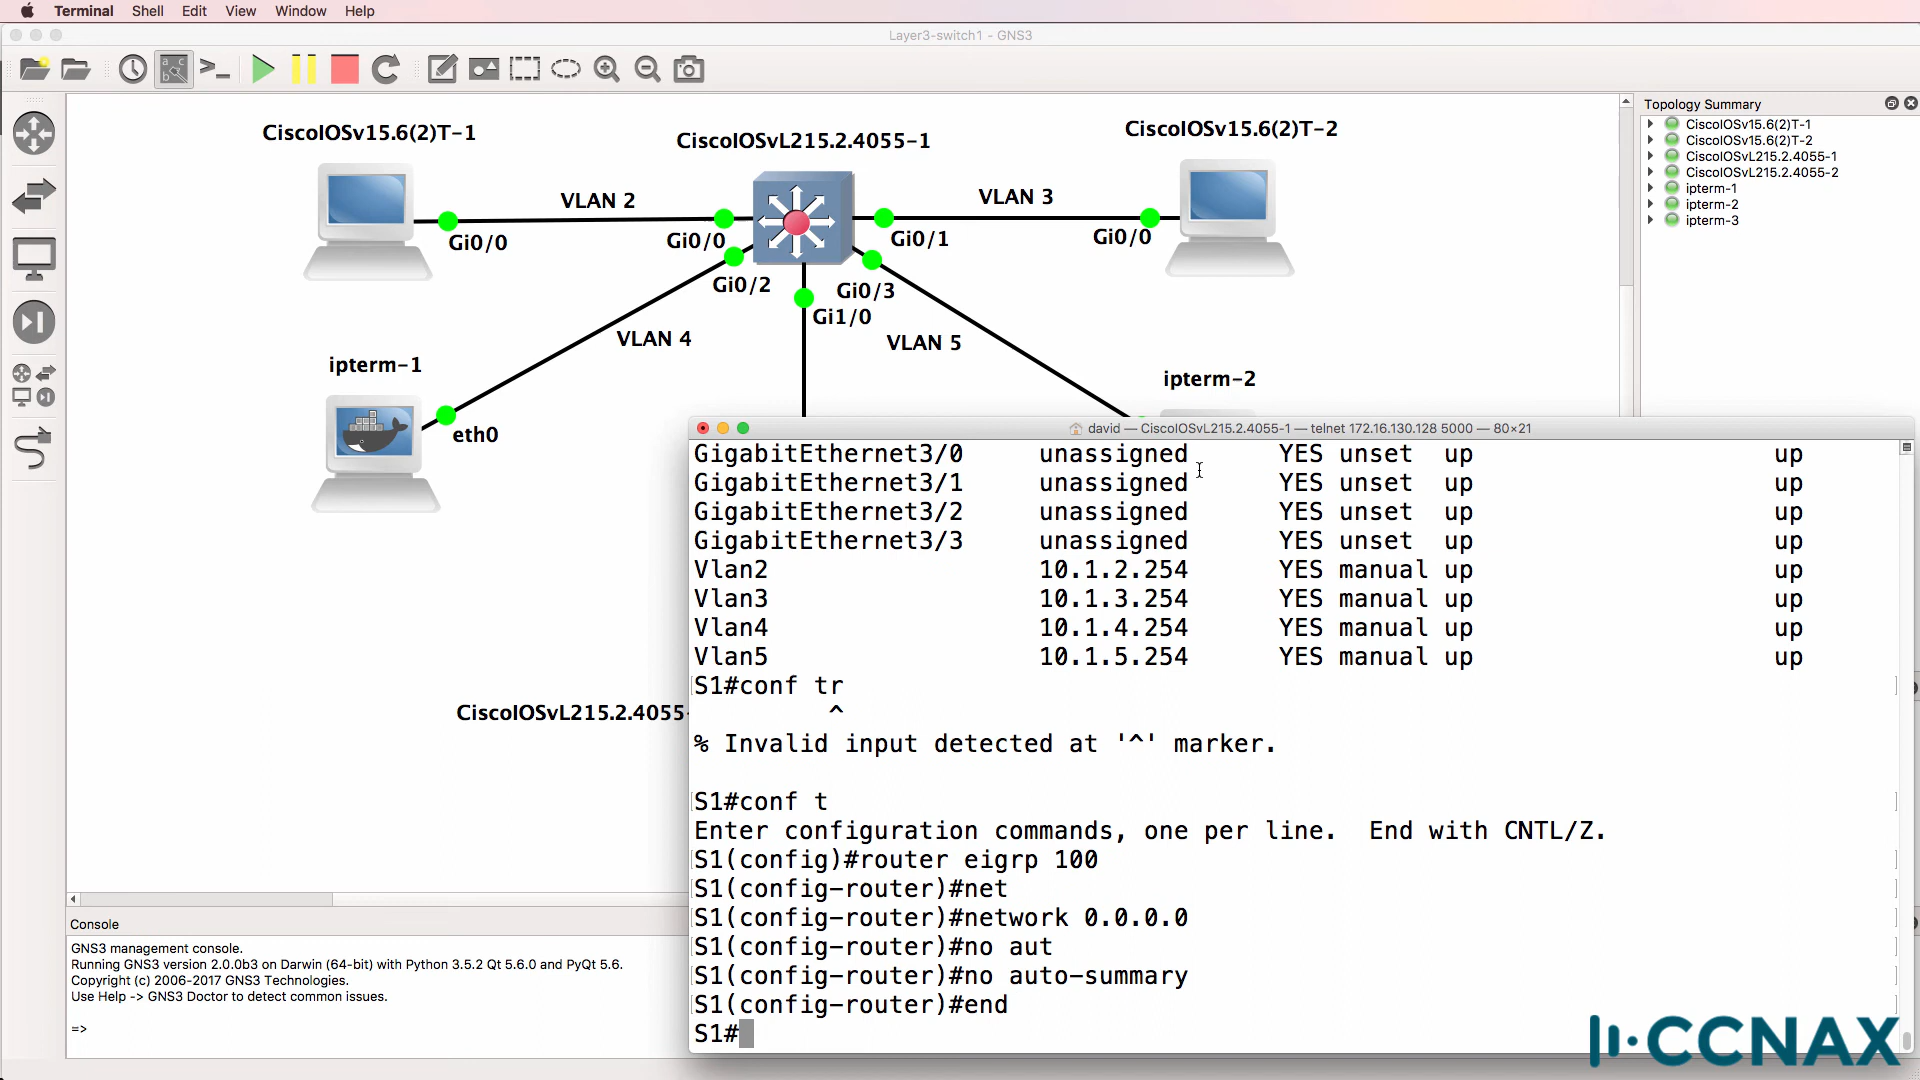 Terminal Shell Edit View Window Help
Layer3-switch1 - GNS3
Topology Summary
CiscoIOSv15.6(2)T-1
CiscoIOSv15.6(2)T-2
CiscoIOSvL215.2.4055-1
CiscoIOSvL215.2.4055-2
ipterm-1
ipterm-2
ipterm-3
CiscoIOSv15.6(2)T-1
CiscoIOSvL215.2.4055-1
CiscoIOSv15.6(2)T-2
VLAN 2
VLAN 3
Gi0/0
Gi0/0
Gi0/1
Gi0/0
Gi0/2
Gi0/3
Gi1/0
VLAN 4
VLAN 5
ipterm-1
ipterm-2
eth0
CiscoIOSvL215.2.4055-
david — CiscoIOSvL215.2.4055-1 — telnet 172.16.130.128 5000 — 80×21
GigabitEthernet3/0 unassigned YES unset up up
GigabitEthernet3/1 unassigned YES unset up up
GigabitEthernet3/2 unassigned YES unset up up
GigabitEthernet3/3 unassigned YES unset up up
Vlan2 10.1.2.254 YES manual up up
Vlan3 10.1.3.254 YES manual up up
Vlan4 10.1.4.254 YES manual up up
Vlan5 10.1.5.254 YES manual up up
S1#conf tr
^
% Invalid input detected at '^' marker.
S1#conf t
Enter configuration commands, one per line. End with CNTL/Z.
S1(config)#router eigrp 100
S1(config-router)#net
S1(config-router)#network 0.0.0.0
S1(config-router)#no aut
S1(config-router)#no auto-summary
S1(config-router)#end
S1#
Console
GNS3 management console.
Running GNS3 version 2.0.0b3 on Darwin (64-bit) with Python 3.5.2 Qt 5.6.0 and PyQt 5.6.
Copyright (c) 2006-2017 GNS3 Technologies.
Use Help -> GNS3 Doctor to detect common issues.
=>
CCNAX